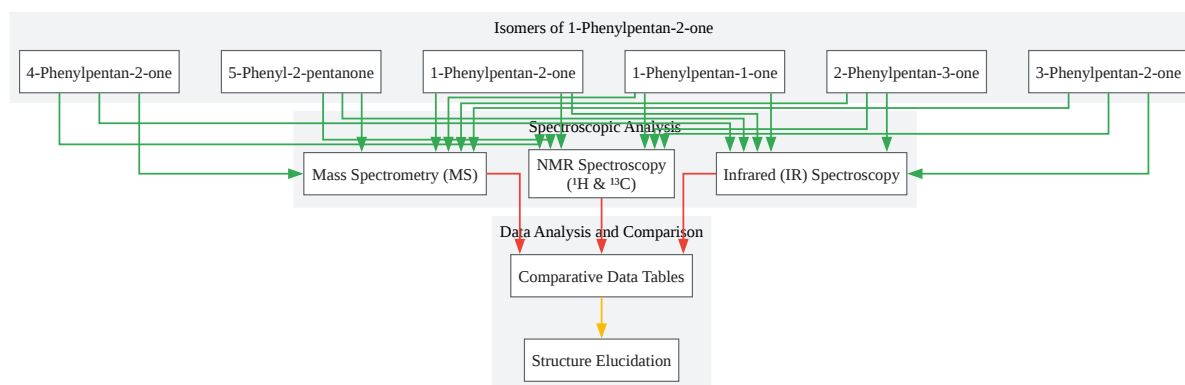 Isomers of 1-Phenylpentan-2-one
4-Phenylpentan-2-one
5-Phenyl-2-pentanone
1-Phenylpentan-2-one
1-Phenylpentan-1-one
2-Phenylpentan-3-one
3-Phenylpentan-2-one
Spectroscopic Analysis
Mass Spectrometry (MS)
NMR Spectroscopy
(¹H & ¹³C)
Infrared (IR) Spectroscopy
Data Analysis and Comparison
Comparative Data Tables
Structure Elucidation